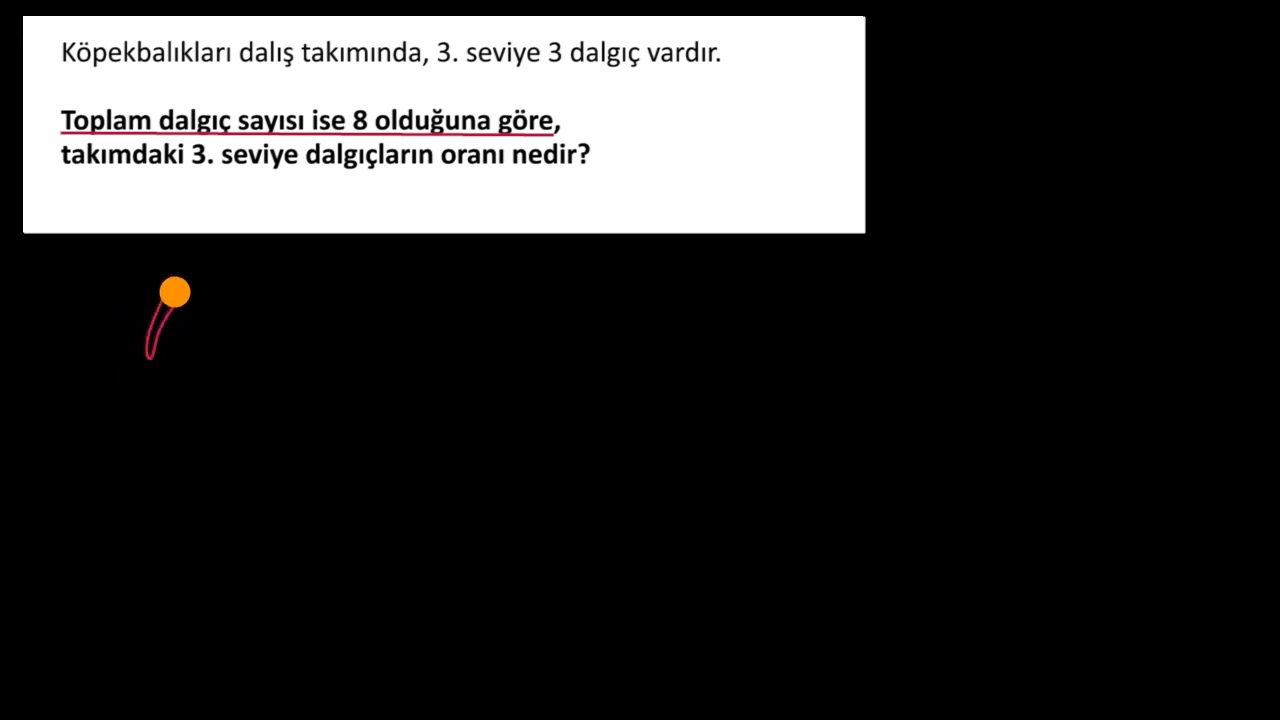 Köpekbalıkları dalış takımında, 3. seviye 3 dalgıç vardır.
Toplam dalgıç sayısı ise 8 olduğuna göre,
takımdaki 3. seviye dalgıçların oranı nedir?